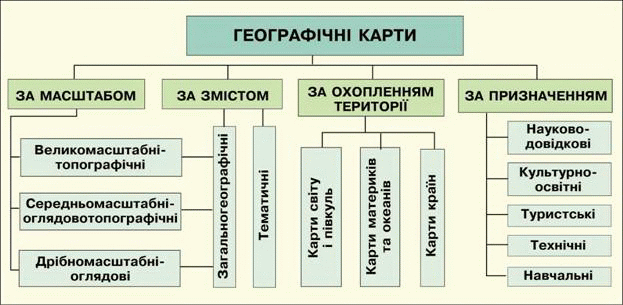 ГЕОГРАФІЧНІ КАРТИ
ЗА МАСШТАБОМ
ЗА ЗМІСТОМ
ЗА ОХОПЛЕННЯМ
ТЕРИТОРІЇ
ЗА ПРИЗНАЧЕННЯМ
Великомасштабні-
топографічні
Середньомасштабні-
оглядовотопографічні
Дрібномасштабні-
оглядові
Загальногеографічні
Тематичні
Карти світу
і півкуль
Карти материків
та океанів
Карти країн
Науково-
довідкові
Культурно-
освітні
Туристські
Технічні
Навчальні